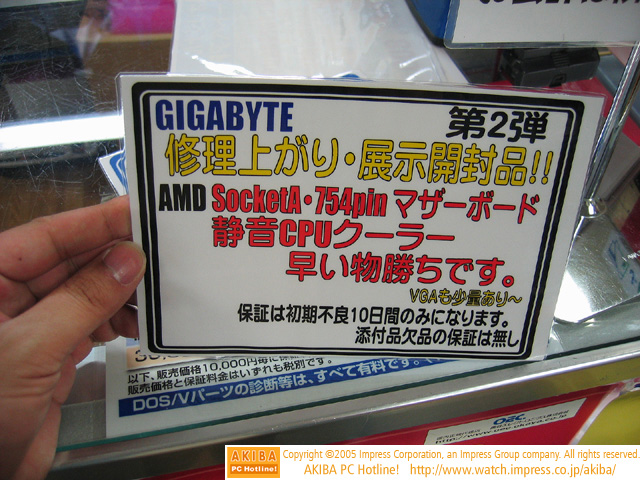 GIGABYTE
第2弾
修理上がり・展示開封品!!
AMD SocketA・754pin マザーボード
静音CPUクーラー
早い物勝ちです。
VGAも少量あり〜
保証は初期不良10日間のみになります。
添付品欠品の保証は無し
以下、販売価格10,000円毎に保証
販売価格と保証料金はいずれも税別です。
DOS/Vパーツの診断等は、すべて有料です。
AKIBA
PC Hotline!
Copyright ©2005 Impress Corporation, an Impress Group company. All rights reserved.
AKIBA PC Hotline! http://www.watch.impress.co.jp/akiba/